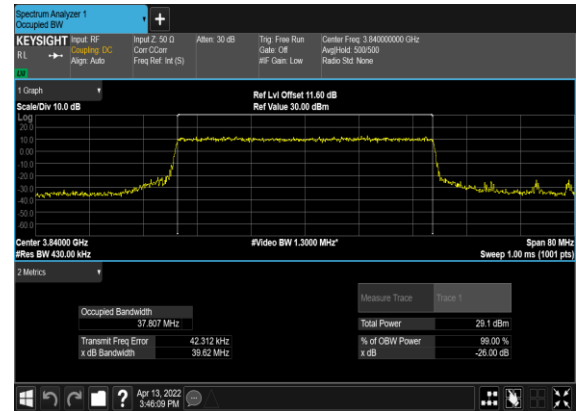 Spectrum Analyzer 1
Occupied BW
+
KEYSIGHT Input: RF Input Z: 50 Ω Atten: 30 dB Trig: Free Run Center Freq: 3.840000000 GHz
RL Coupling: DC Corr CCorr Gate: Off Avg|Hold: 500/500
Align: Auto Freq Ref: Int (S) #IF Gain: Low Radio Std: None
1 Graph
Ref Lvl Offset 11.60 dB
Scale/Div 10.0 dB Ref Value 30.00 dBm
Log
20.0
10.0
0.00
-10.0
-20.0
-30.0
-40.0
-50.0
-60.0
Center 3.84000 GHz #Video BW 1.3000 MHz* Span 80 MHz
#Res BW 430.00 kHz Sweep 1.00 ms (1001 pts)
2 Metrics
Measure Trace Trace 1
Occupied Bandwidth
37.807 MHz Total Power 29.1 dBm
Transmit Freq Error 42.312 kHz % of OBW Power 99.00 %
x dB Bandwidth 39.62 MHz x dB -26.00 dB
? Apr 13, 2022
3:46:09 PM